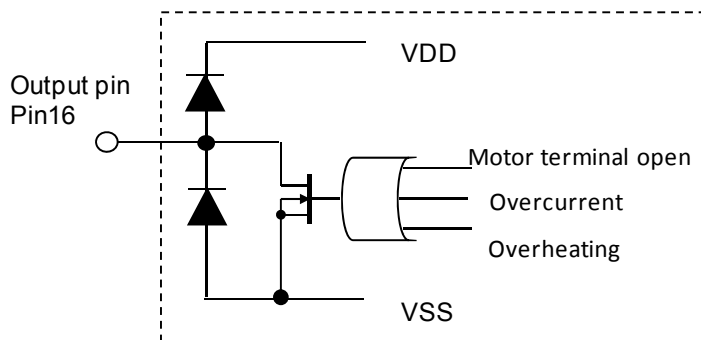 VDD
Output pin
Pin16
Motor terminal open
Overcurrent
Overheating
VSS